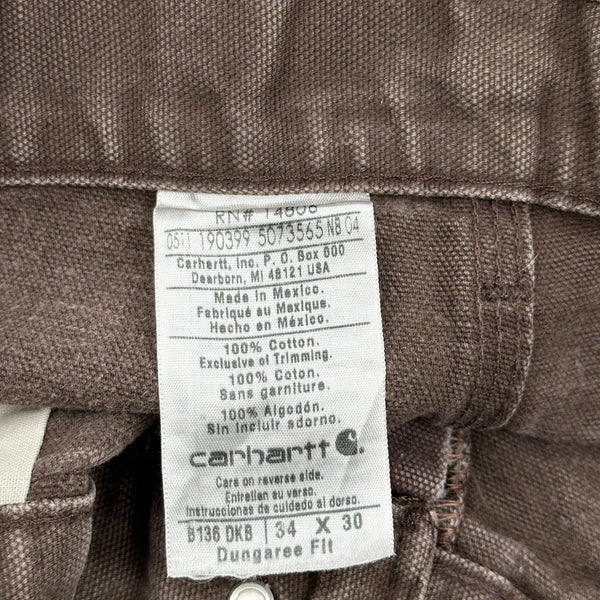 RN# 14806
0511 190399 5073565 NB 04
Carhartt, Inc. P. O. Box 600
Dearborn, MI 48121 USA
Made in Mexico.
Fabriqué au Mexique.
Hecho en México.
100% Cotton.
Exclusive of Trimming.
100% Coton.
Sans garniture.
100% Algodón.
Sin incluir adorno.
carhartt
Care on reverse side.
Entretien au verso.
Instrucciones de cuidado al dorso.
B136 DKB 34 X 30
Dungaree Fit